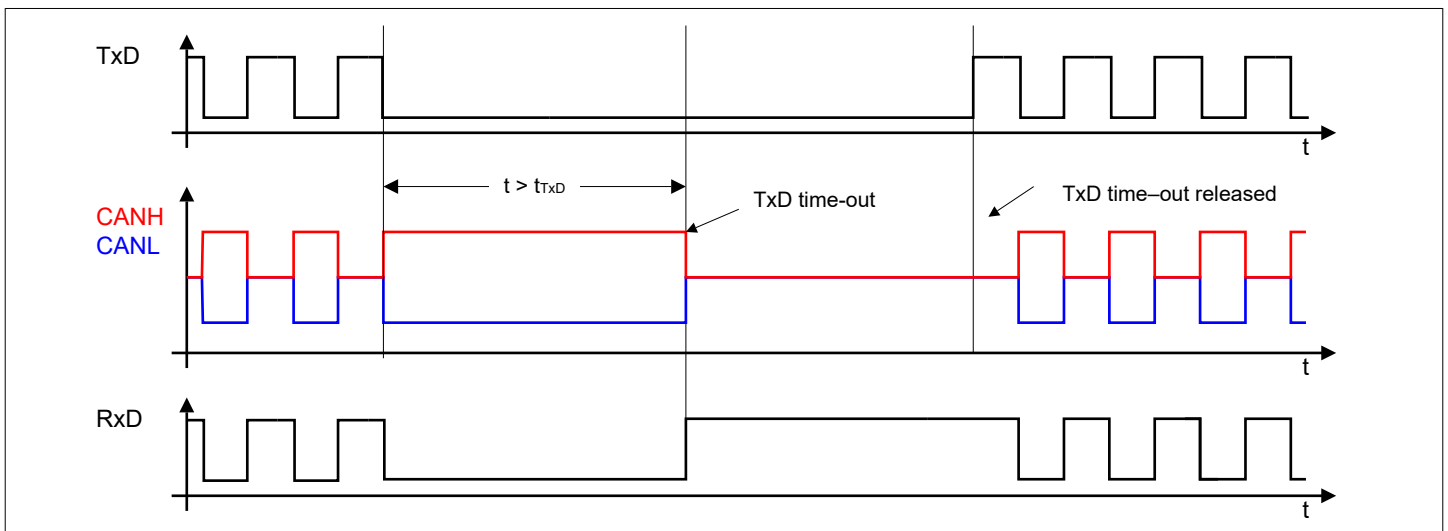 TxD
t
t > tTxD
TxD time-out
TxD time–out released
CANH
CANL
t
RxD
t